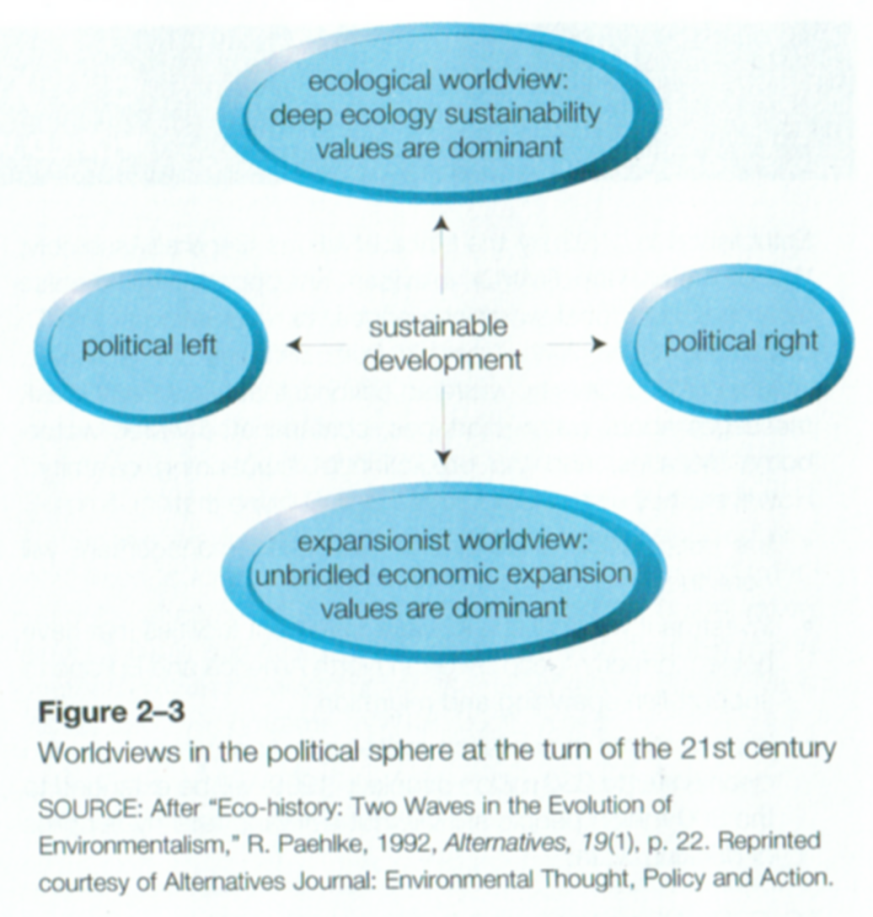 ecological worldview:
deep ecology sustainability
values are dominant
political left
sustainable
development
political right
expansionist worldview:
unbridled economic expansion
values are dominant
Figure 2–3
Worldviews in the political sphere at the turn of the 21st century
SOURCE: After “Eco-history: Two Waves in the Evolution of
Environmentalism,” R. Paehlke, 1992, Alternatives, 19(1), p. 22. Reprinted
courtesy of Alternatives Journal: Environmental Thought, Policy and Action.